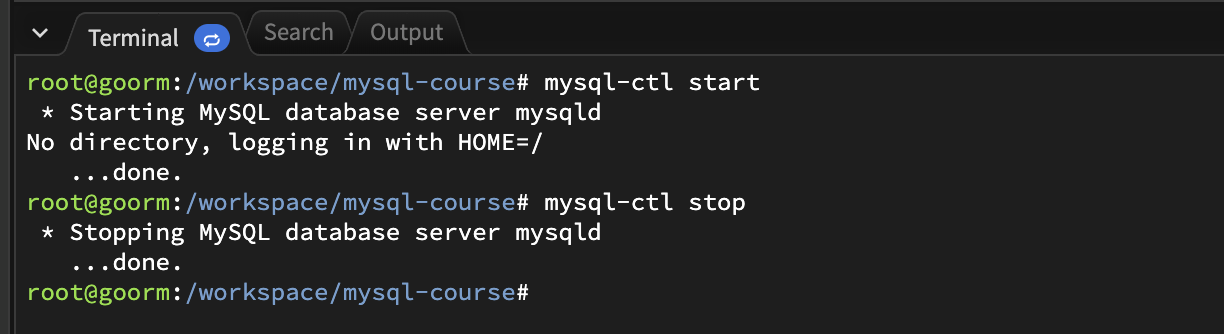 Terminal Search Output
root@goorm:/workspace/mysql-course# mysql-ctl start
 * Starting MySQL database server mysqld
No directory, logging in with HOME=/
   ...done.
root@goorm:/workspace/mysql-course# mysql-ctl stop
 * Stopping MySQL database server mysqld
   ...done.
root@goorm:/workspace/mysql-course#